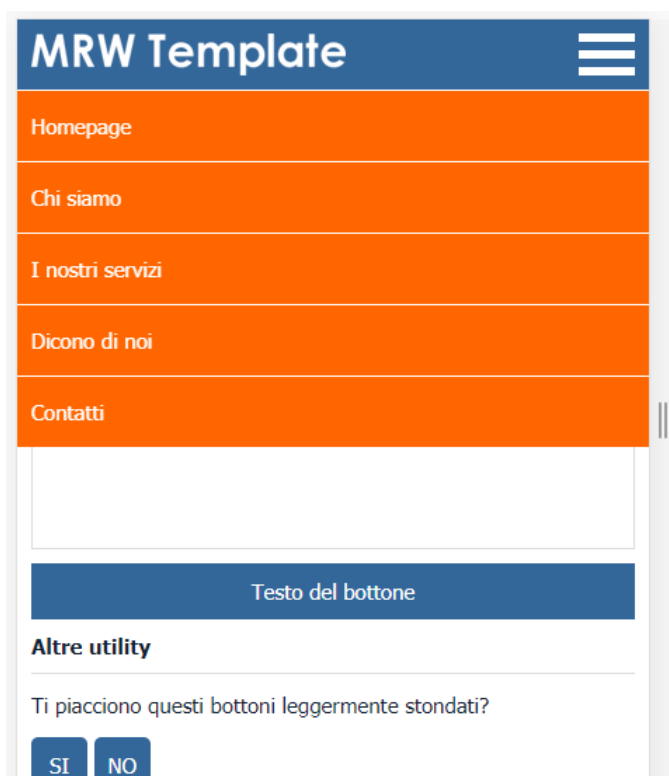 MRW Template
Homepage
Chi siamo
I nostri servizi
Dicono di noi
Contatti
Testo del bottone
Altre utility
Ti piacciono questi bottoni leggermente stondati?
SI NO